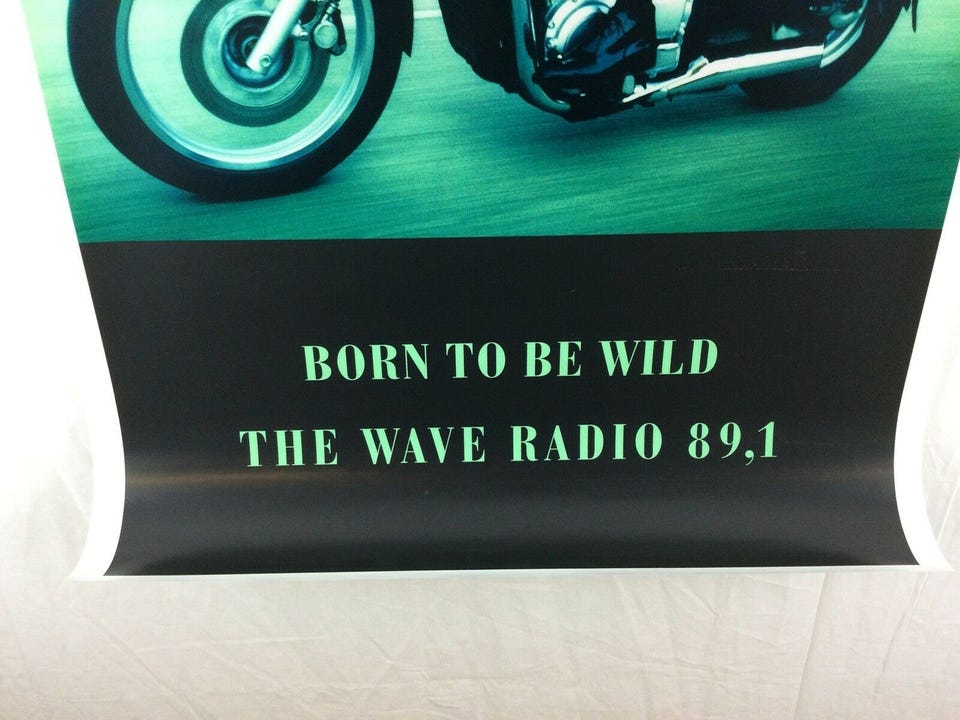 BORN TO BE WILD
THE WAVE RADIO 89,1